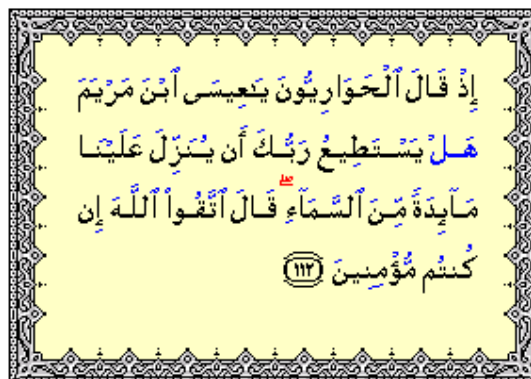 إِذْ قَالَ ٱلْحَوَارِيُّونَ يَـٰعِيسَى ٱبْنَ مَرْيَمَ
هَلْ يَسْتَطِيعُ رَبُّكَ أَن يُنَزِّلَ عَلَيْنَا
مَآئِدَةً مِّنَ ٱلسَّمَآءِ ۖ قَالَ ٱتَّقُوا۟ ٱللَّهَ إِن
كُنتُم مُّؤْمِنِينَ ﴿١١٢﴾